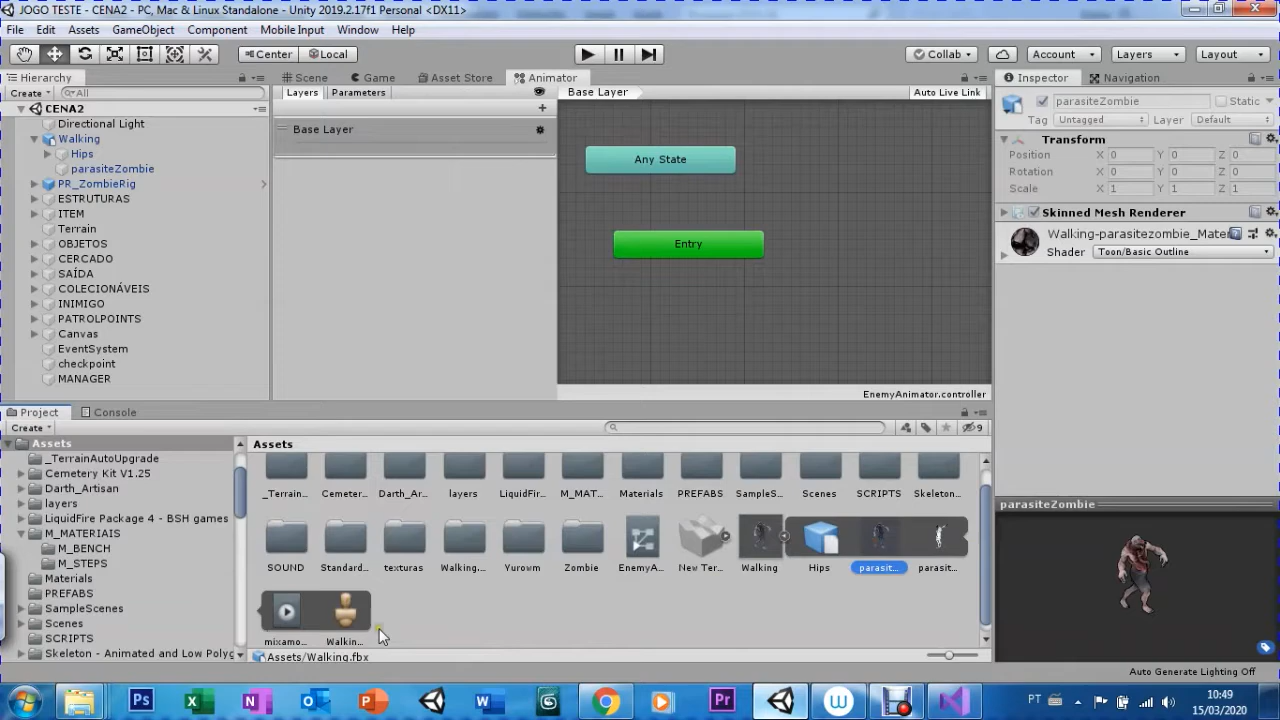 JOGO TESTE - CENA2 - PC, Mac & Linux Standalone - Unity 2019.2.17f1 Personal <DX11>
File Edit Assets GameObject Component Mobile Input Window Help
Center Local Collab Account Layers Layout
Hierarchy Scene Game Asset Store Animator Inspector Navigation
Create All Layers Parameters Base Layer Auto Live Link parasiteZombie Static
CENA2 Tag Untagged Layer Default
Directional Light Base Layer
Walking Transform
Hips Any State Position X 0 Y 0 Z 0
parasiteZombie Rotation X 0 Y 0 Z 0
PR_ZombieRig Scale X 1 Y 1 Z 1
ESTRUTURAS
ITEM Skinned Mesh Renderer
Terrain Walking-parasitezombie_Mater
OBJETOS Entry Shader Toon/Basic Outline
CERCADO
SAÍDA
COLECIONÁVEIS
INIMIGO
PATROLPOINTS
Canvas
EventSystem
checkpoint
MANAGER EnemyAnimator.controller
Project Console
Create 9
Assets Assets
_TerrainAutoUpgrade
Cemetery Kit V1.25
Darth_Artisan _Terrain... Cemeter... Darth_Ar... layers LiquidFir... M_MAT... Materials PREFABS SampleS... Scenes SCRIPTS Skeleton...
layers parasiteZombie
LiquidFire Package 4 - BSH games
M_MATERIAIS
M_BENCH
M_STEPS SOUND Standard... texturas Walking,... Yurowm Zombie EnemyA... New Ter... Walking Hips parasit... parasit...
Materials
PREFABS
SampleScenes
Scenes
SCRIPTS mixamo... Walkin...
Skeleton - Animated and Low Polyg
Assets/Walking.fbx
Auto Generate Lighting Off
PT 10:49
15/03/2020